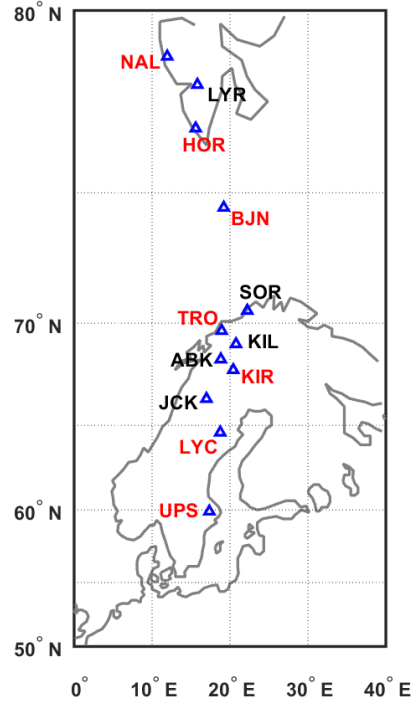 80° N
NAL
LYR
HOR
BJN
SOR
70° N
TRO
KIL
ABK
KIR
JCK
LYC
60° N
UPS
50° N
0° 10° E 20° E 30° E 40° E